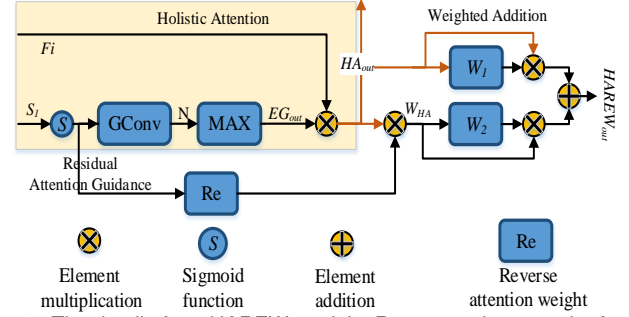 Holistic Attention
Weighted Addition
Fi
HAout
W1
S1
S
GConv
N
MAX
EGout
WHA
W2
HAREWout
Residual
Attention Guidance
Re
S
Re
Element
multiplication
Sigmoid
function
Element
addition
Reverse
attention weight